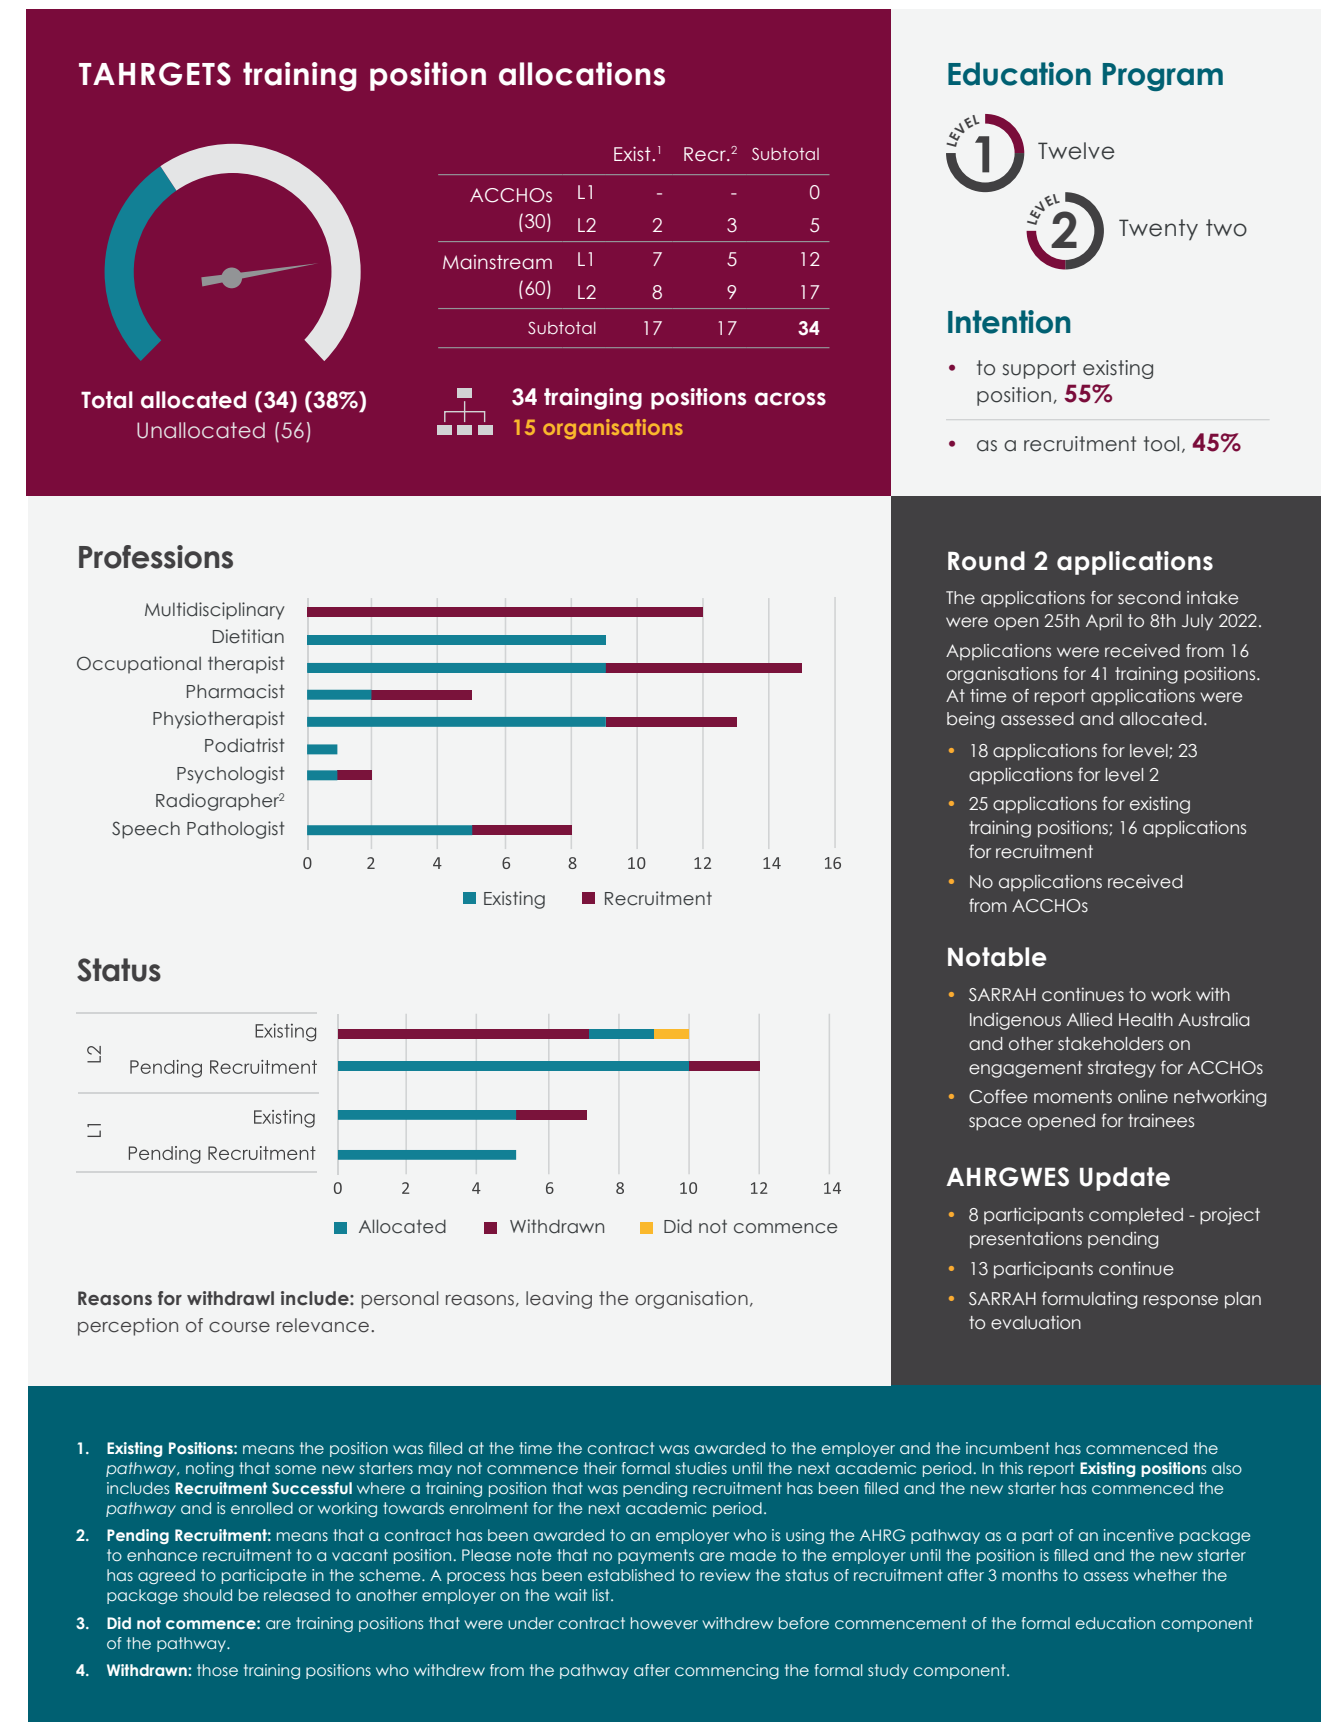 TAHRGETS training position allocations
Exist.1 Recr.2 Subtotal
ACCHOs (30) L1 - - 0
L2 2 3 5
Mainstream (60) L1 7 5 12
L2 8 9 17
Subtotal 17 17 34
Total allocated (34) (38%)
Unallocated (56)
34 trainging positions across
15 organisations
Education Program
LEVEL 1 Twelve
LEVEL 2 Twenty two
Intention
• to support existing
position, 55%
• as a recruitment tool, 45%
Professions
Multidisciplinary
Dietitian
Occupational therapist
Pharmacist
Physiotherapist
Podiatrist
Psychologist
Radiographer2
Speech Pathologist
0 2 4 6 8 10 12 14 16
Existing Recruitment
Status
L2
Existing
Pending Recruitment
L1
Existing
Pending Recruitment
0 2 4 6 8 10 12 14
Allocated Withdrawn Did not commence
Reasons for withdrawl include: personal reasons, leaving the organisation,
perception of course relevance.
Round 2 applications
The applications for second intake
were open 25th April to 8th July 2022.
Applications were received from 16
organisations for 41 training positions.
At time of report applications were
being assessed and allocated.
• 18 applications for level; 23
applications for level 2
• 25 applications for existing
training positions; 16 applications
for recruitment
• No applications received
from ACCHOs
Notable
• SARRAH continues to work with
Indigenous Allied Health Australia
and other stakeholders on
engagement strategy for ACCHOs
• Coffee moments online networking
space opened for trainees
AHRGWES Update
• 8 participants completed - project
presentations pending
• 13 participants continue
• SARRAH formulating response plan
to evaluation
1. Existing Positions: means the position was filled at the time the contract was awarded to the employer and the incumbent has commenced the
pathway, noting that some new starters may not commence their formal studies until the next academic period. In this report Existing positions also
includes Recruitment Successful where a training position that was pending recruitment has been filled and the new starter has commenced the
pathway and is enrolled or working towards enrolment for the next academic period.
2. Pending Recruitment: means that a contract has been awarded to an employer who is using the AHRG pathway as a part of an incentive package
to enhance recruitment to a vacant position. Please note that no payments are made to the employer until the position is filled and the new starter
has agreed to participate in the scheme. A process has been established to review the status of recruitment after 3 months to assess whether the
package should be released to another employer on the wait list.
3. Did not commence: are training positions that were under contract however withdrew before commencement of the formal education component
of the pathway.
4. Withdrawn: those training positions who withdrew from the pathway after commencing the formal study component.